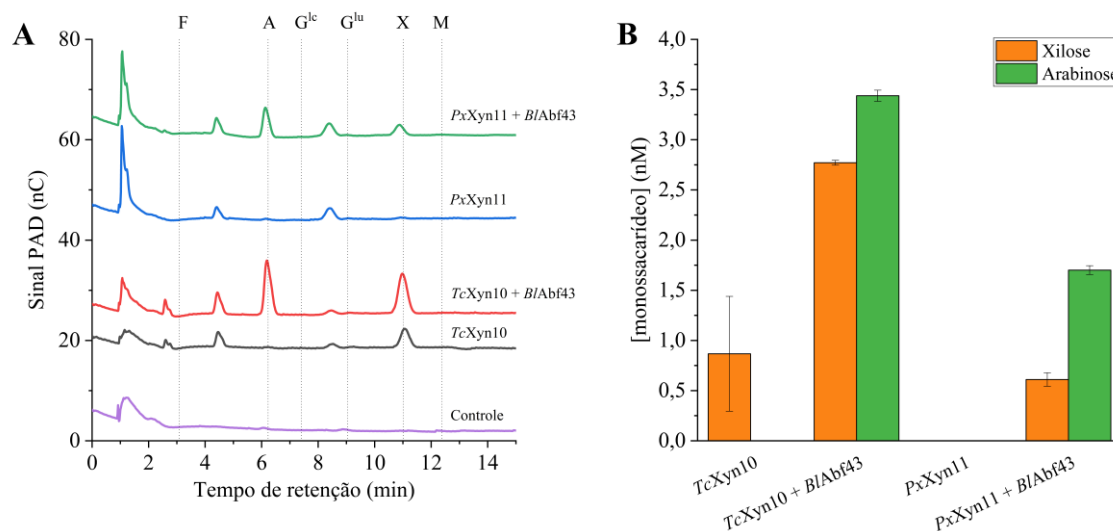 A
F A Glc Glu X M
80
60
40
20
0
Sinal PAD (nC)
PxXyn11 + BlAbf43
PxXyn11
TcXyn10 + BlAbf43
TcXyn10
Controle
0 2 4 6 8 10 12 14
Tempo de retenção (min)
B
4,0
3,5
3,0
2,5
2,0
1,5
1,0
0,5
0,0
[monossacarídeo] (nM)
Xilose
Arabinose
TcXyn10
TcXyn10 + BlAbf43
PxXyn11
PxXyn11 + BlAbf43